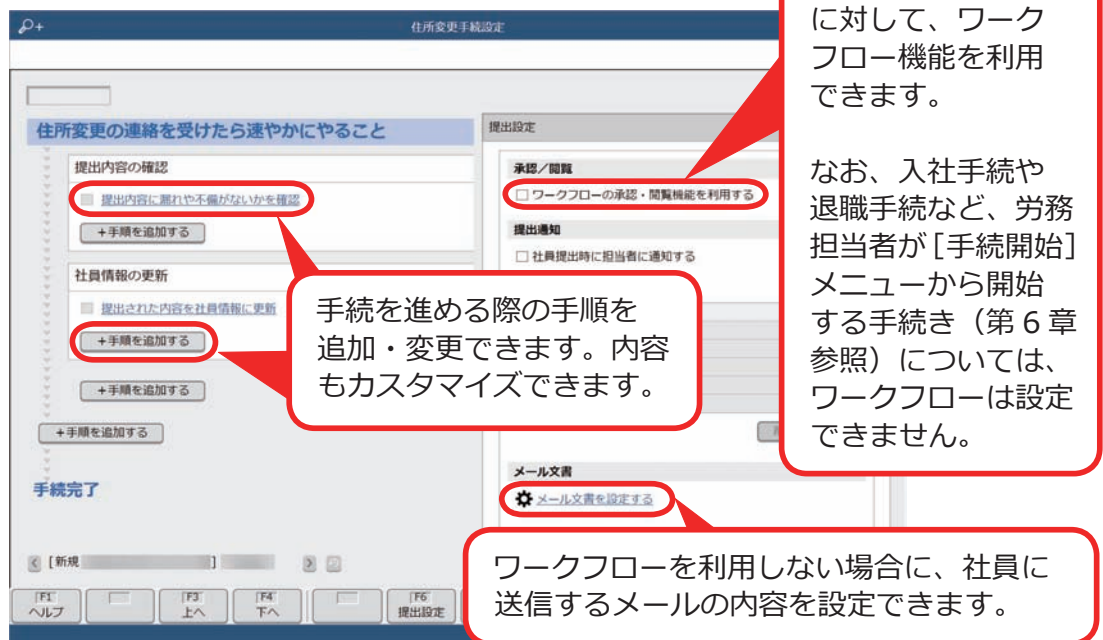 住所変更手続設定
住所変更の連絡を受けたら速やかにやること
提出内容の確認
提出内容に漏れや不備がないかを確認
+手順を追加する
社員情報の更新
提出された内容を社員情報に更新
+手順を追加する
+手順を追加する
+手順を追加する
手続完了
[新規 ]
F1
ヘルプ
F3
上へ
F4
下へ
F6
提出設定
提出設定
承認/閲覧
ワークフローの承認・閲覧機能を利用する
提出通知
社員提出時に担当者に通知する
メール文書
メール文書を設定する
手続を進める際の手順を
追加・変更できます。内容
もカスタマイズできます。
に対して、ワーク
フロー機能を利用
できます。
なお、入社手続や
退職手続など、労務
担当者が[手続開始]
メニューから開始
する手続き(第6章
参照)については、
ワークフローは設定
できません。
ワークフローを利用しない場合に、社員に
送信するメールの内容を設定できます。